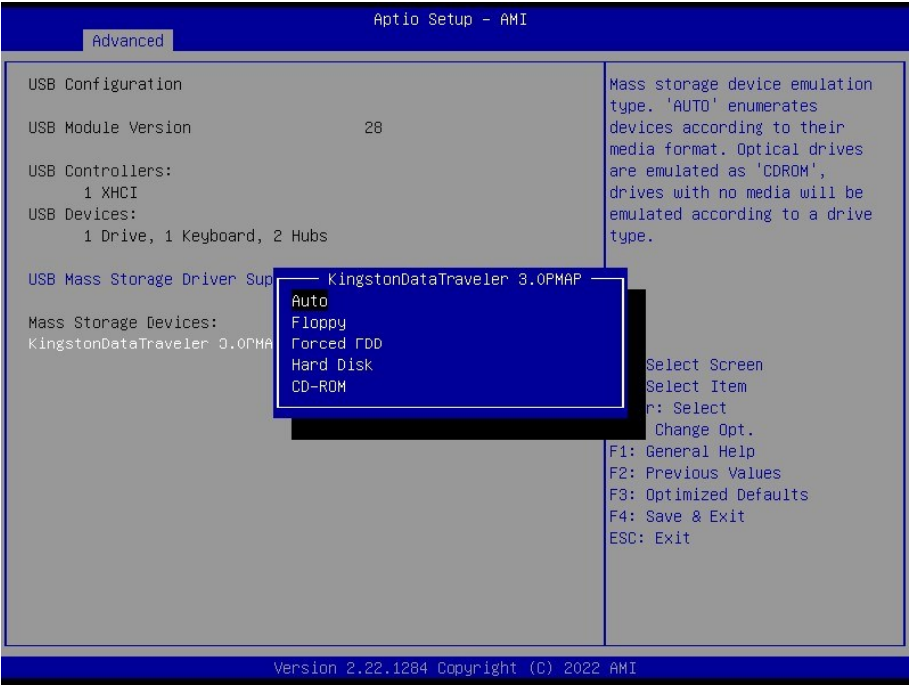 Aptio Setup – AMI
Advanced
USB Configuration
USB Module Version 28
USB Controllers:
1 XHCI
USB Devices:
1 Drive, 1 Keyboard, 2 Hubs
USB Mass Storage Driver Sup
Mass Storage Devices:
KingstonDataTraveler 3.0PMA
KingstonDataTraveler 3.0PMAP
Auto
Floppy
Forced FDD
Hard Disk
CD-ROM
Mass storage device emulation
type. 'AUTO' enumerates
devices according to their
media format. Optical drives
are emulated as 'CDROM',
drives with no media will be
emulated according to a drive
type.
Select Screen
Select Item
r: Select
Change Opt.
F1: General Help
F2: Previous Values
F3: Optimized Defaults
F4: Save & Exit
ESC: Exit
Version 2.22.1284 Copyright (C) 2022 AMI